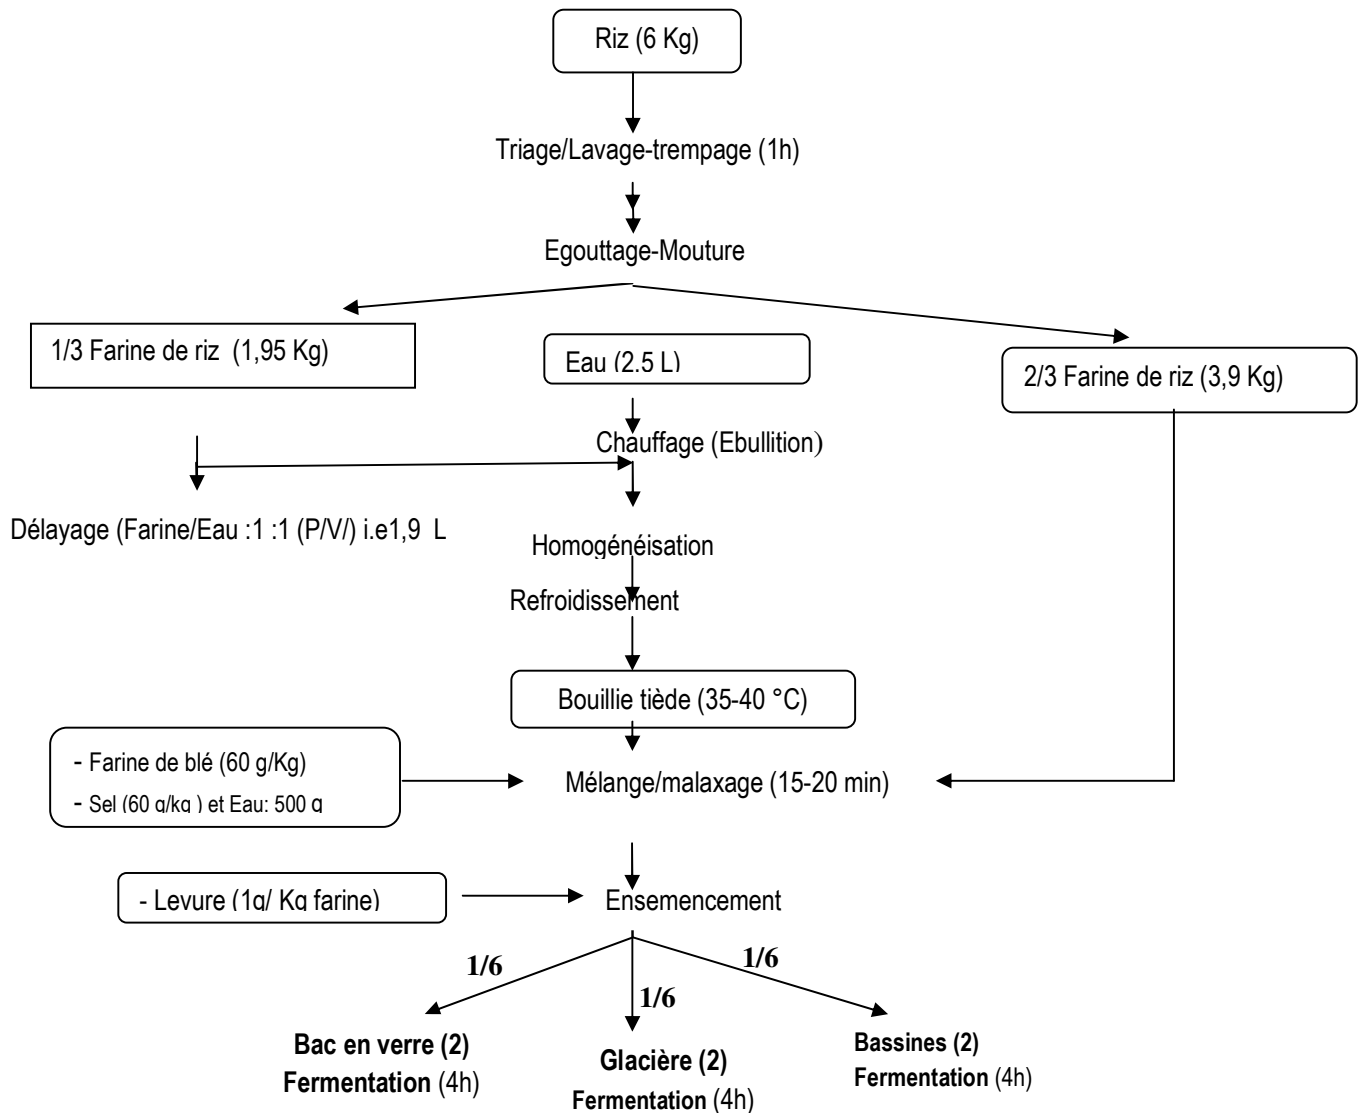 Riz (6 Kg)
Triage/Lavage-trempage (1h)
Egouttage-Mouture
1/3 Farine de riz (1,95 Kg)
Eau (2.5 L)
2/3 Farine de riz (3,9 Kg)
Chauffage (Ebullition)
Délayage (Farine/Eau :1 :1 (P/V/) i.e1,9 L
Homogénéisation
Refroidissement
Bouillie tiède (35-40 °C)
- Farine de blé (60 g/Kg)
- Sel (60 g/kg ) et Eau: 500 g
Mélange/malaxage (15-20 min)
- Levure (1g/ Kg farine)
Ensemencement
1/6
1/6
1/6
Bac en verre (2)
Fermentation (4h)
Glacière (2)
Fermentation (4h)
Bassines (2)
Fermentation (4h)